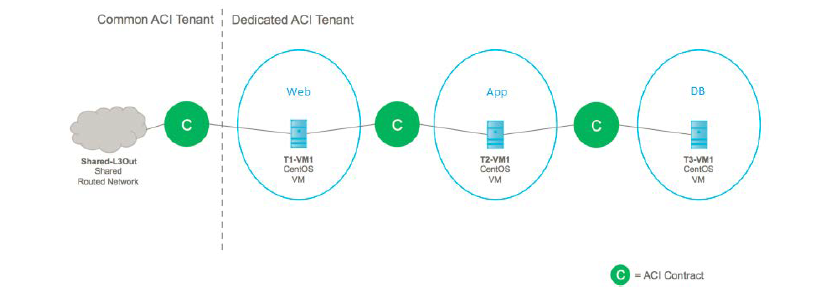 Common ACI Tenant
Dedicated ACI Tenant
Web
App
DB
C
C
C
Shared-L3Out
Shared
Routed Network
T1-VM1
CentOS
VM
T2-VM1
CentOS
VM
T3-VM1
CentOS
VM
C = ACI Contract